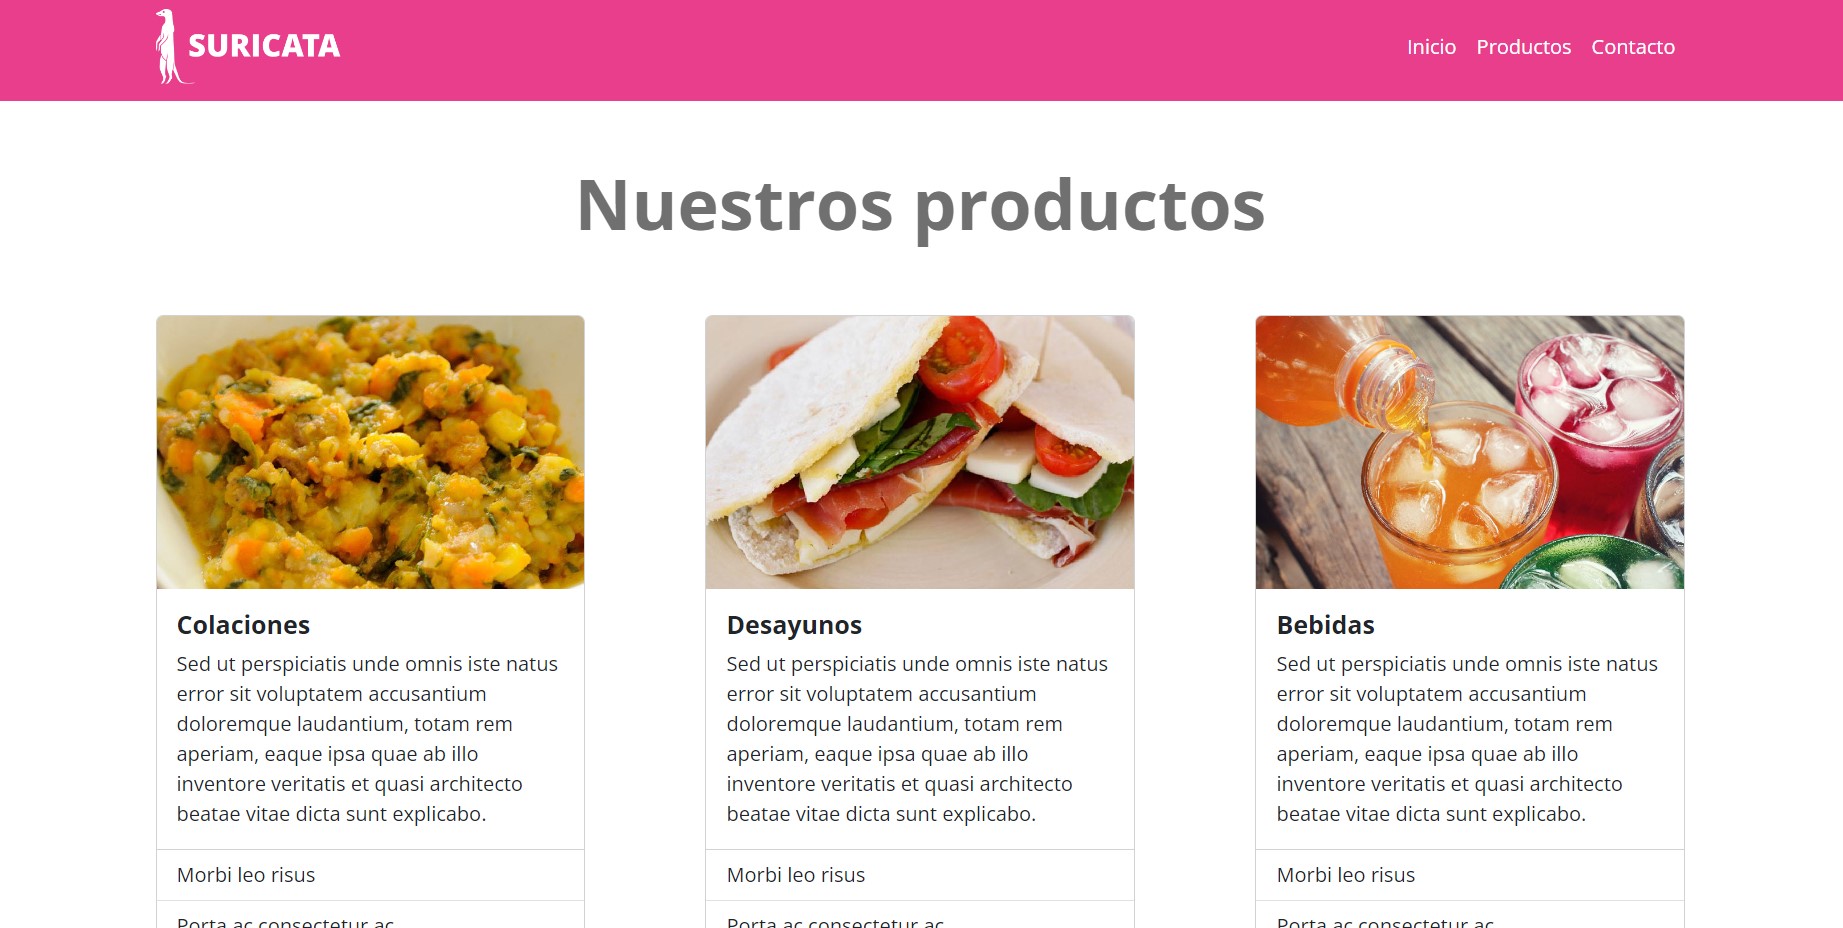 SURICATA
Inicio Productos Contacto
Nuestros productos
Colaciones
Sed ut perspiciatis unde omnis iste natus
error sit voluptatem accusantium
doloremque laudantium, totam rem
aperiam, eaque ipsa quae ab illo
inventore veritatis et quasi architecto
beatae vitae dicta sunt explicabo.
Morbi leo risus
Porta ac consectetur ac
Desayunos
Sed ut perspiciatis unde omnis iste natus
error sit voluptatem accusantium
doloremque laudantium, totam rem
aperiam, eaque ipsa quae ab illo
inventore veritatis et quasi architecto
beatae vitae dicta sunt explicabo.
Morbi leo risus
Porta ac consectetur ac
Bebidas
Sed ut perspiciatis unde omnis iste natus
error sit voluptatem accusantium
doloremque laudantium, totam rem
aperiam, eaque ipsa quae ab illo
inventore veritatis et quasi architecto
beatae vitae dicta sunt explicabo.
Morbi leo risus
Porta ac consectetur ac